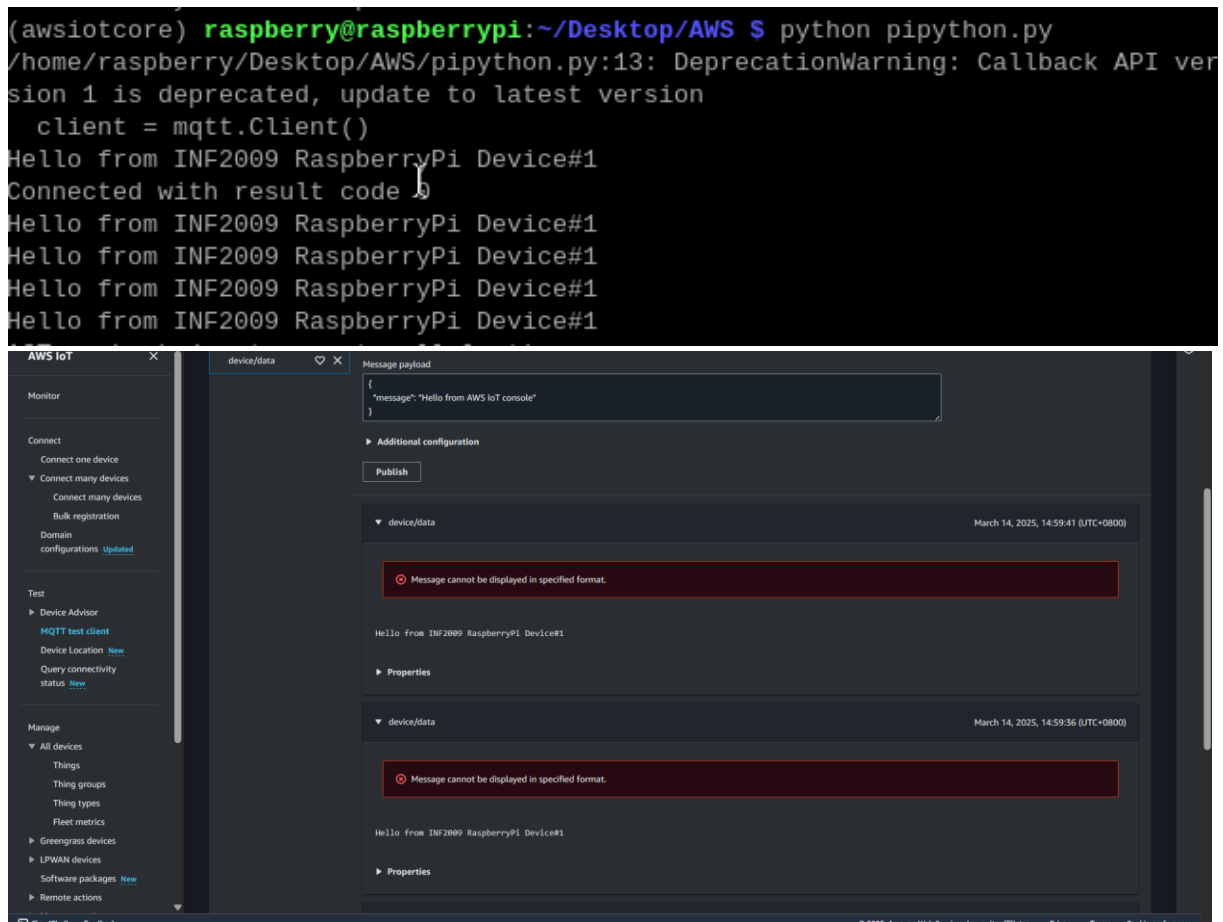 (awsiotcore) raspberry@raspberrypi:~/Desktop/AWS $ python pipython.py
/home/raspberry/Desktop/AWS/pipython.py:13: DeprecationWarning: Callback API ver
sion 1 is deprecated, update to latest version
client = mqtt.Client()
Hello from INF2009 RaspberryPi Device#1
Connected with result code 0
Hello from INF2009 RaspberryPi Device#1
Hello from INF2009 RaspberryPi Device#1
Hello from INF2009 RaspberryPi Device#1
Hello from INF2009 RaspberryPi Device#1
AWS IoT
Monitor
Connect
Connect one device
Connect many devices
Connect many devices
Bulk registration
Domain
configurations Updated
Test
Device Advisor
MQTT test client
Device Location New
Query connectivity
status New
Manage
All devices
Things
Thing groups
Thing types
Fleet metrics
Greengrass devices
LPWAN devices
Software packages New
Remote actions
device/data
Message payload
{
"message": "Hello from AWS IoT console"
}
Additional configuration
Publish
device/data March 14, 2025, 14:59:41 (UTC+0800)
Message cannot be displayed in specified format.
Hello from INF2009 RaspberryPi Device#1
Properties
device/data March 14, 2025, 14:59:36 (UTC+0800)
Message cannot be displayed in specified format.
Hello from INF2009 RaspberryPi Device#1
Properties